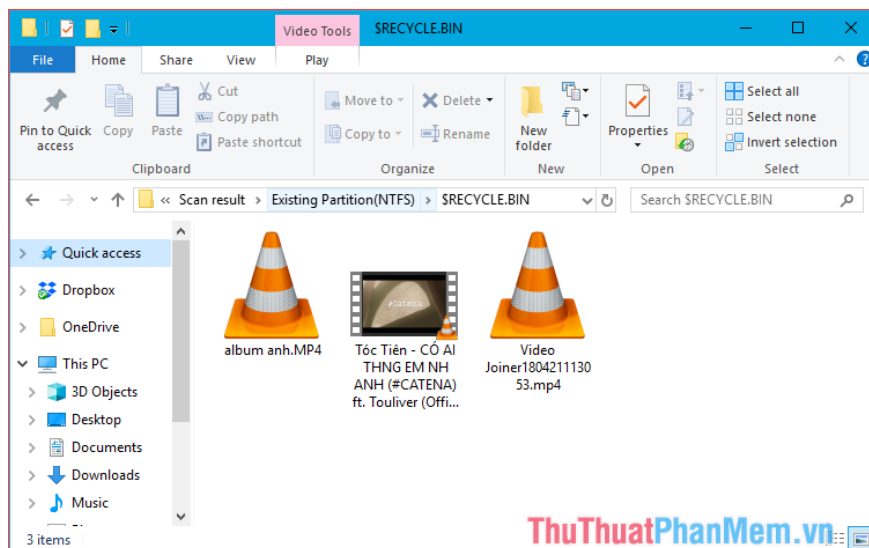 Video Tools $RECYCLE.BIN
File Home Share View Play
Pin to Quick access
Copy
Paste
Cut
Copy path
Paste shortcut
Clipboard
Move to
Copy to
Delete
Rename
Organize
New folder
New
Properties
Open
Select all
Select none
Invert selection
Select
« Scan result > Existing Partition(NTFS) > $RECYCLE.BIN
Search $RECYCLE.BIN
Quick access
Dropbox
OneDrive
This PC
3D Objects
Desktop
Documents
Downloads
Music
album anh.MP4
#Catena
Tóc Tiên - CÓ AI
THNG EM NH
ANH (#CATENA)
ft. Touliver (Offi...
Video
Joiner1804211130
53.mp4
3 items
ThuThuatPhanMem.vn